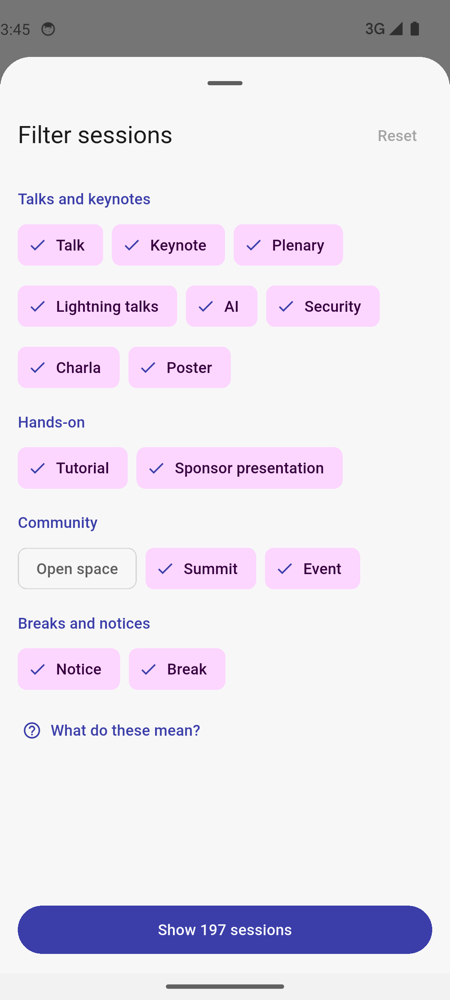 3:45 3G
Filter sessions
Reset
Talks and keynotes
Talk Keynote Plenary
Lightning talks AI Security
Charla Poster
Hands-on
Tutorial Sponsor presentation
Community
Open space Summit Event
Breaks and notices
Notice Break
What do these mean?
Show 197 sessions